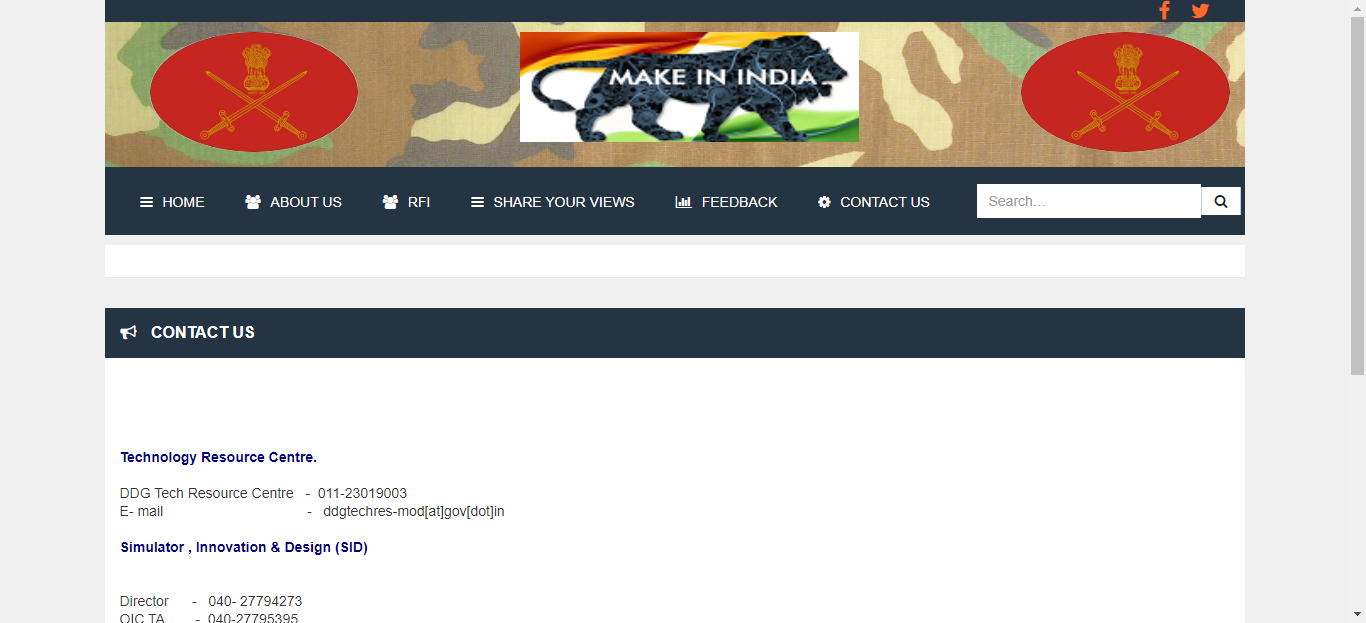 MAKE IN INDIA
HOME ABOUT US RFI SHARE YOUR VIEWS FEEDBACK CONTACT US Search...
CONTACT US
Technology Resource Centre.
DDG Tech Resource Centre - 011-23019003
E- mail - ddgtechres-mod[at]gov[dot]in
Simulator , Innovation & Design (SID)
Director - 040- 27794273
OIC TA - 040-27795395